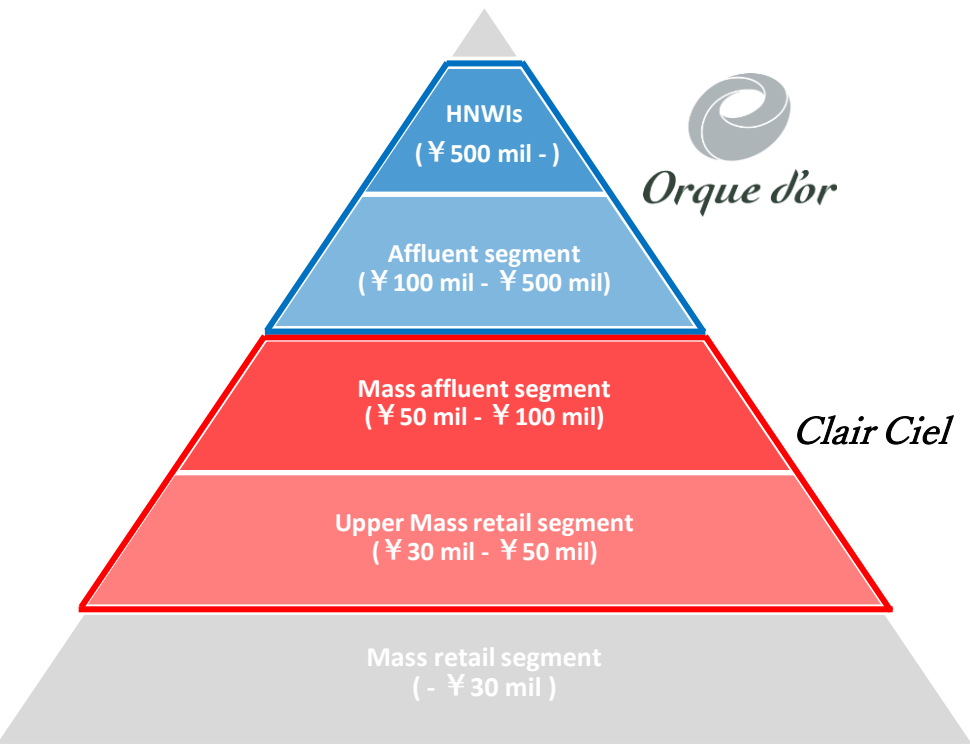 HNWIs
(￥500 mil - )
Orque d'or
Affluent segment
(￥100 mil - ￥500 mil)
Mass affluent segment
(￥50 mil - ￥100 mil)
Clair Ciel
Upper Mass retail segment
(￥30 mil - ￥50 mil)
Mass retail segment
( - ￥30 mil )